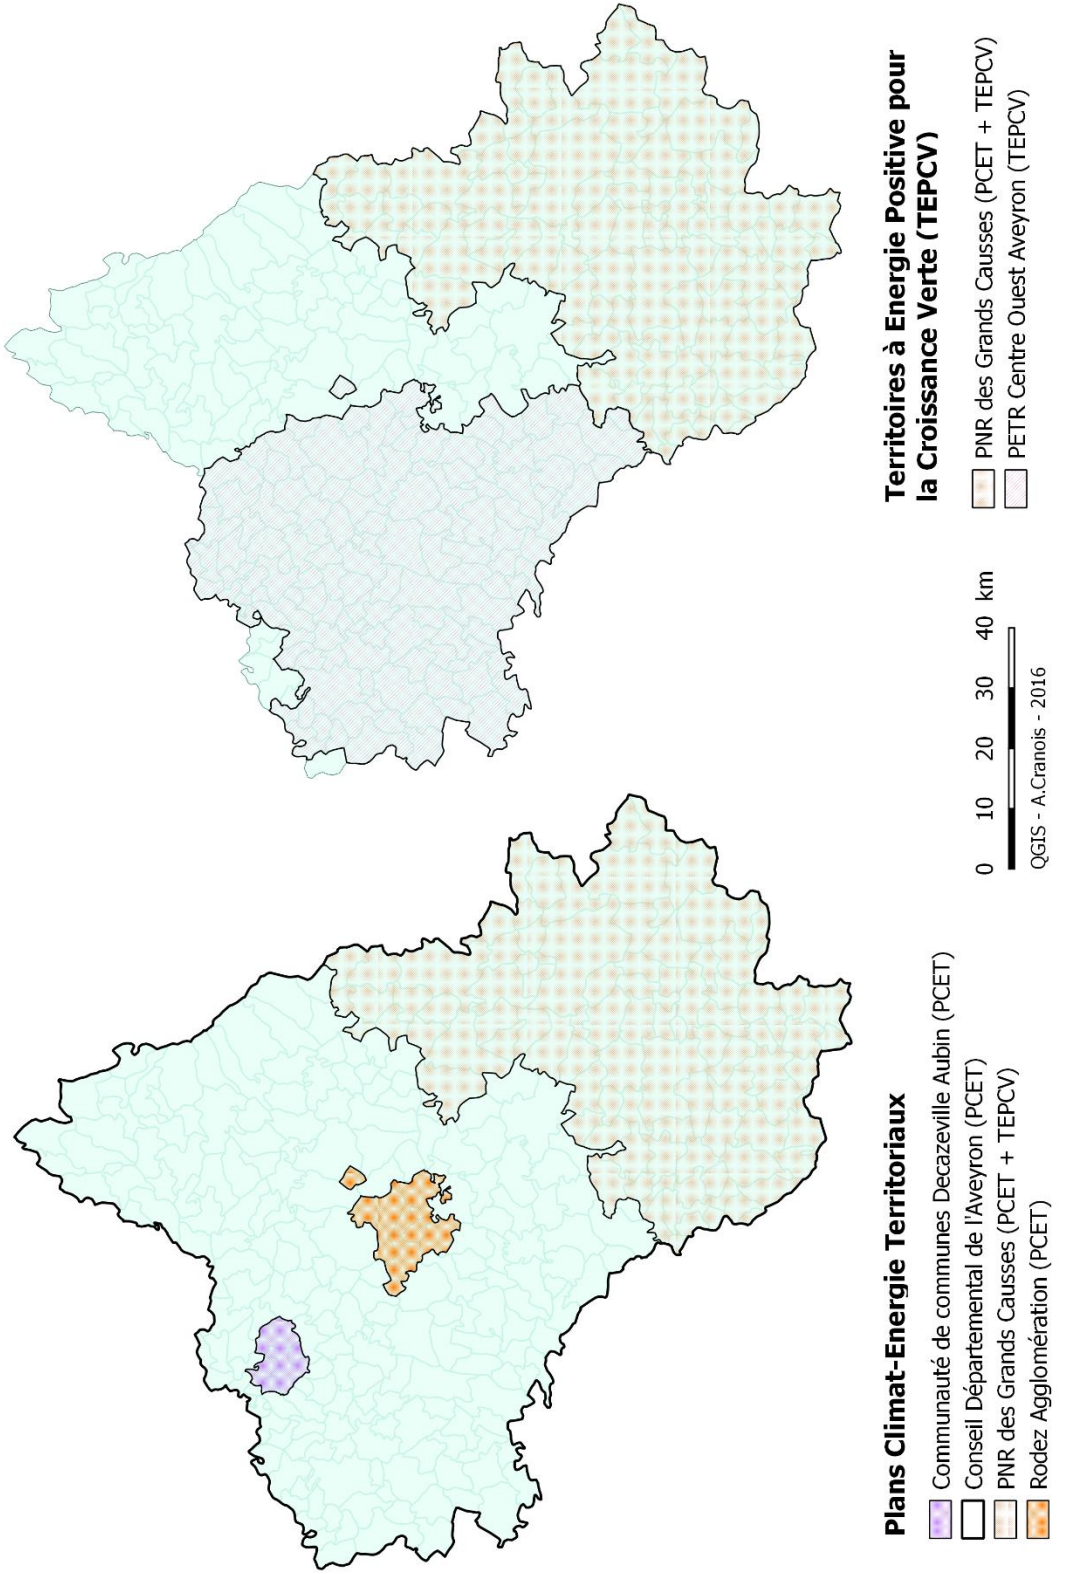 Plans Climat-Energie Territoriaux
Communauté de communes Decazeville Aubin (PCET)
Conseil Départemental de l'Aveyron (PCET)
PNR des Grands Causses (PCET + TEPCV)
Rodez Agglomération (PCET)
0 10 20 30 40 km
QGIS - A.Cranois - 2016
Territoires à Energie Positive pour
la Croissance Verte (TEPCV)
PNR des Grands Causses (PCET + TEPCV)
PETR Centre Ouest Aveyron (TEPCV)